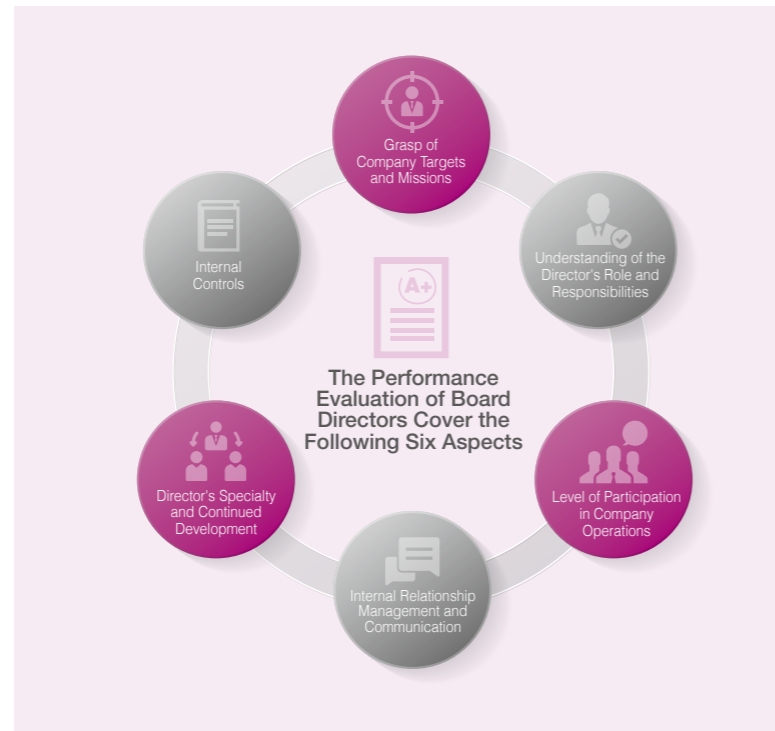 Grasp of
Company Targets
and Missions
Understanding of the
Director's Role and
Responsibilities
Level of Participation
in Company
Operations
Internal Relationship
Management and
Communication
Director's Specialty
and Continued
Development
Internal
Controls
A+
The Performance
Evaluation of Board
Directors Cover the
Following Six Aspects